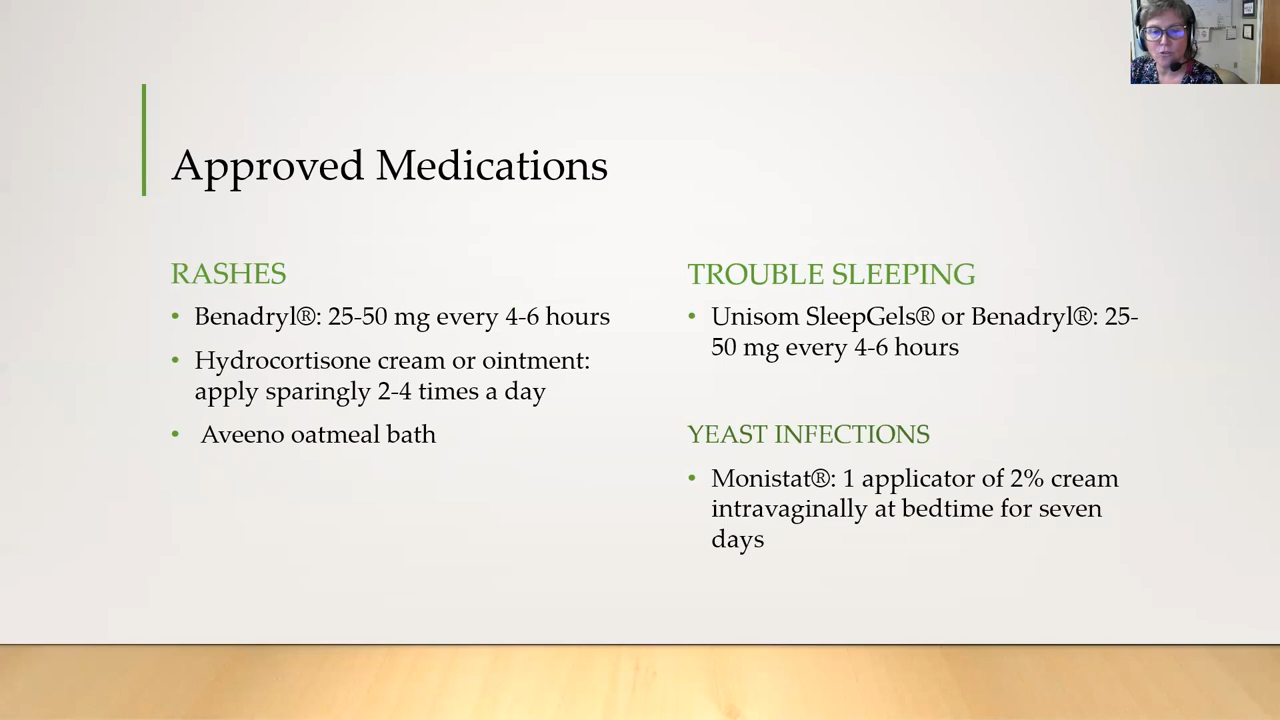 Approved Medications
RASHES
• Benadryl®: 25-50 mg every 4-6 hours
• Hydrocortisone cream or ointment:
apply sparingly 2-4 times a day
• Aveeno oatmeal bath
TROUBLE SLEEPING
• Unisom SleepGels® or Benadryl®: 25-
50 mg every 4-6 hours
YEAST INFECTIONS
• Monistat®: 1 applicator of 2% cream
intravaginally at bedtime for seven
days